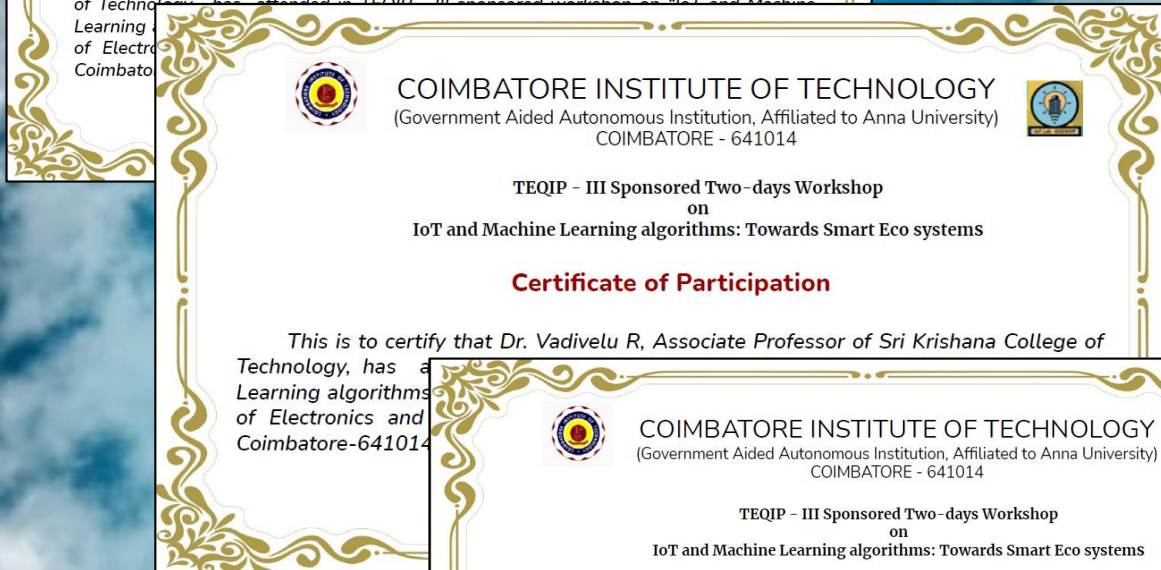 of Technology has attended in TEQIP - III sponsored workshop on "IoT and Machine
Learning
of Electro
Coimbato
COIMBATORE INSTITUTE OF TECHNOLOGY
(Government Aided Autonomous Institution, Affiliated to Anna University)
COIMBATORE - 641014
TEQIP - III Sponsored Two-days Workshop
on
IoT and Machine Learning algorithms: Towards Smart Eco systems
Certificate of Participation
This is to certify that Dr. Vadivelu R, Associate Professor of Sri Krishana College of
Technology, has a
Learning algorithms
of Electronics and
Coimbatore-641014
COIMBATORE INSTITUTE OF TECHNOLOGY
(Government Aided Autonomous Institution, Affiliated to Anna University)
COIMBATORE - 641014
TEQIP - III Sponsored Two-days Workshop
on
IoT and Machine Learning algorithms: Towards Smart Eco systems